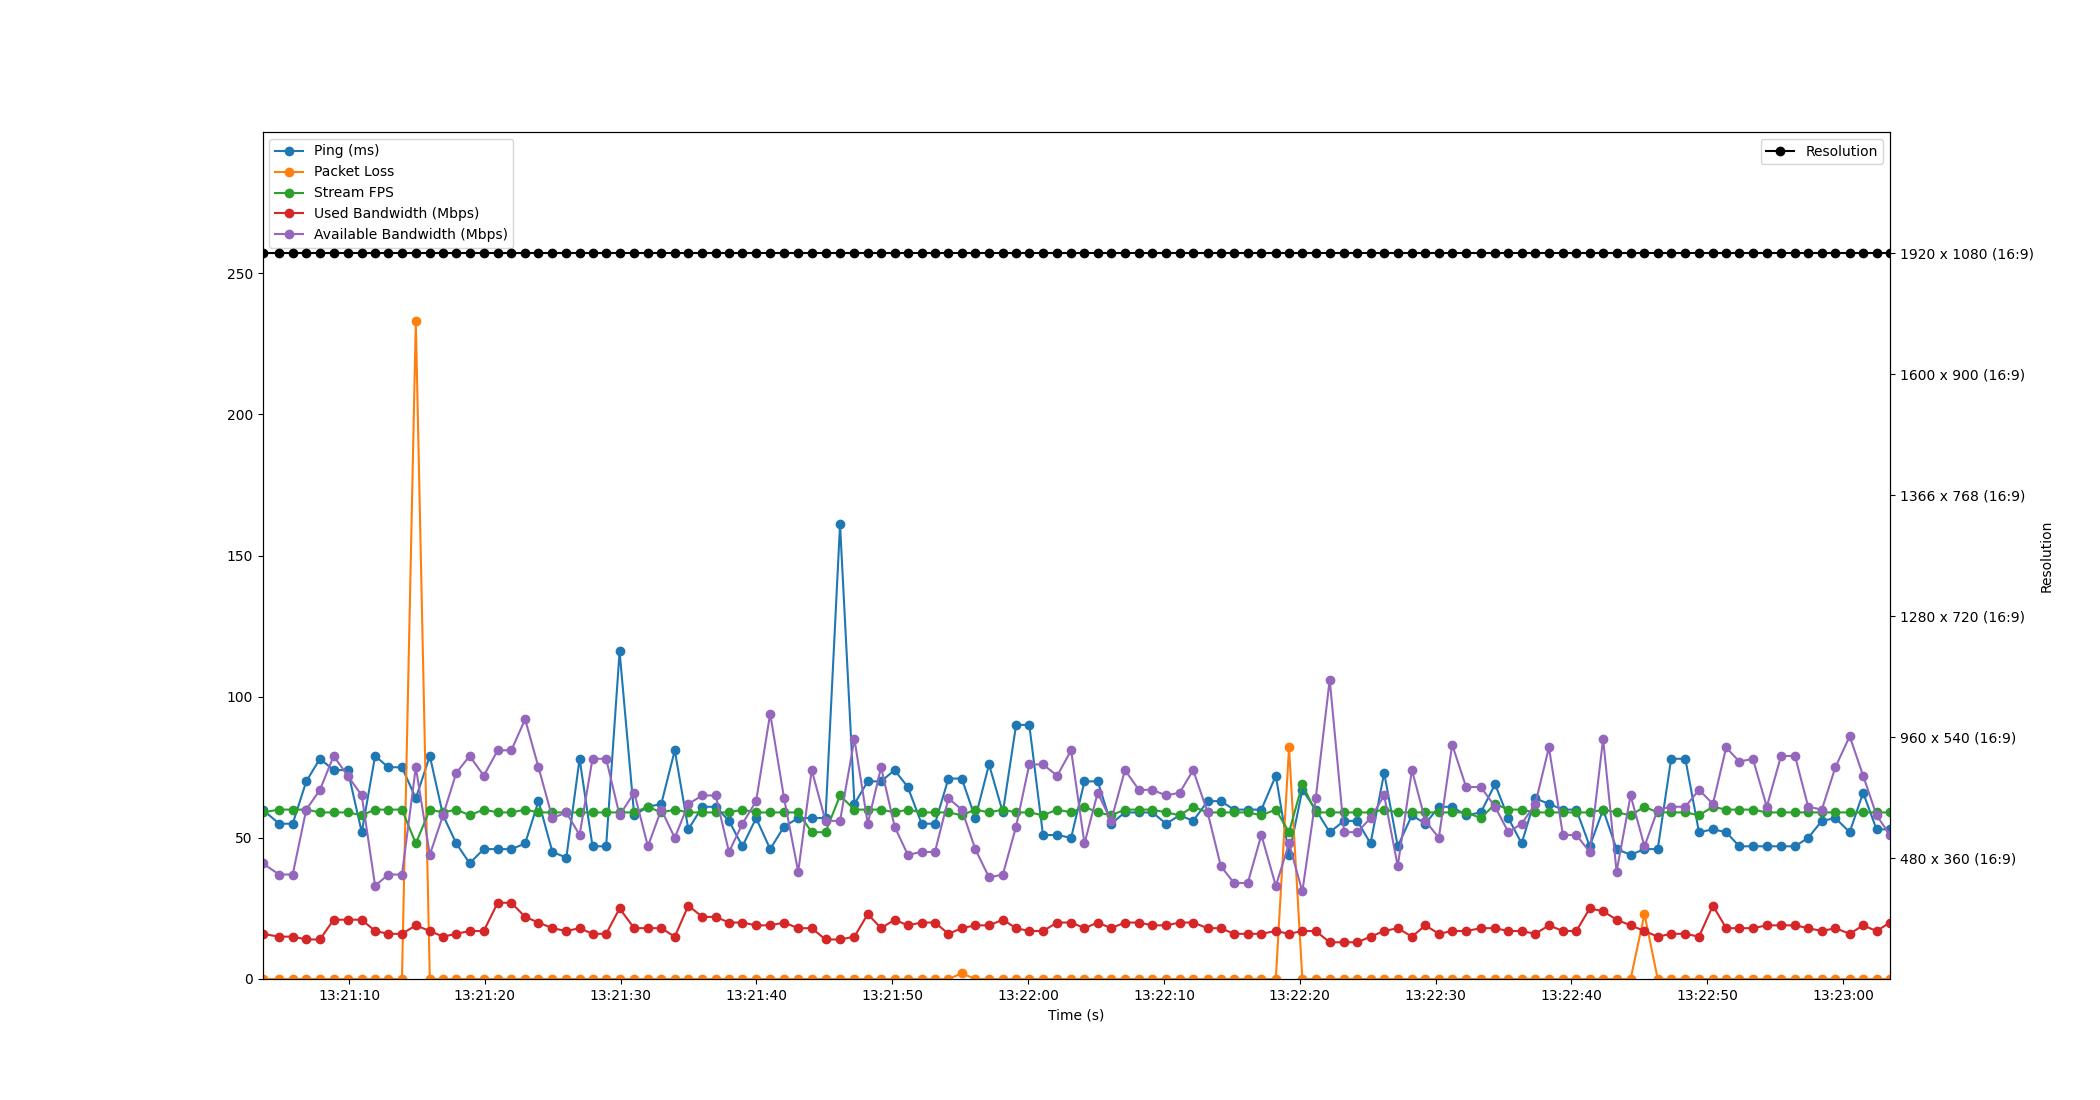 Ping (ms)
Packet Loss
Stream FPS
Used Bandwidth (Mbps)
Available Bandwidth (Mbps)
Resolution
250
200
150
100
50
0
1920 x 1080 (16:9)
1600 x 900 (16:9)
1366 x 768 (16:9)
1280 x 720 (16:9)
960 x 540 (16:9)
480 x 360 (16:9)
Resolution
13:21:10 13:21:20 13:21:30 13:21:40 13:21:50 13:22:00 13:22:10 13:22:20 13:22:30 13:22:40 13:22:50 13:23:00
Time (s)